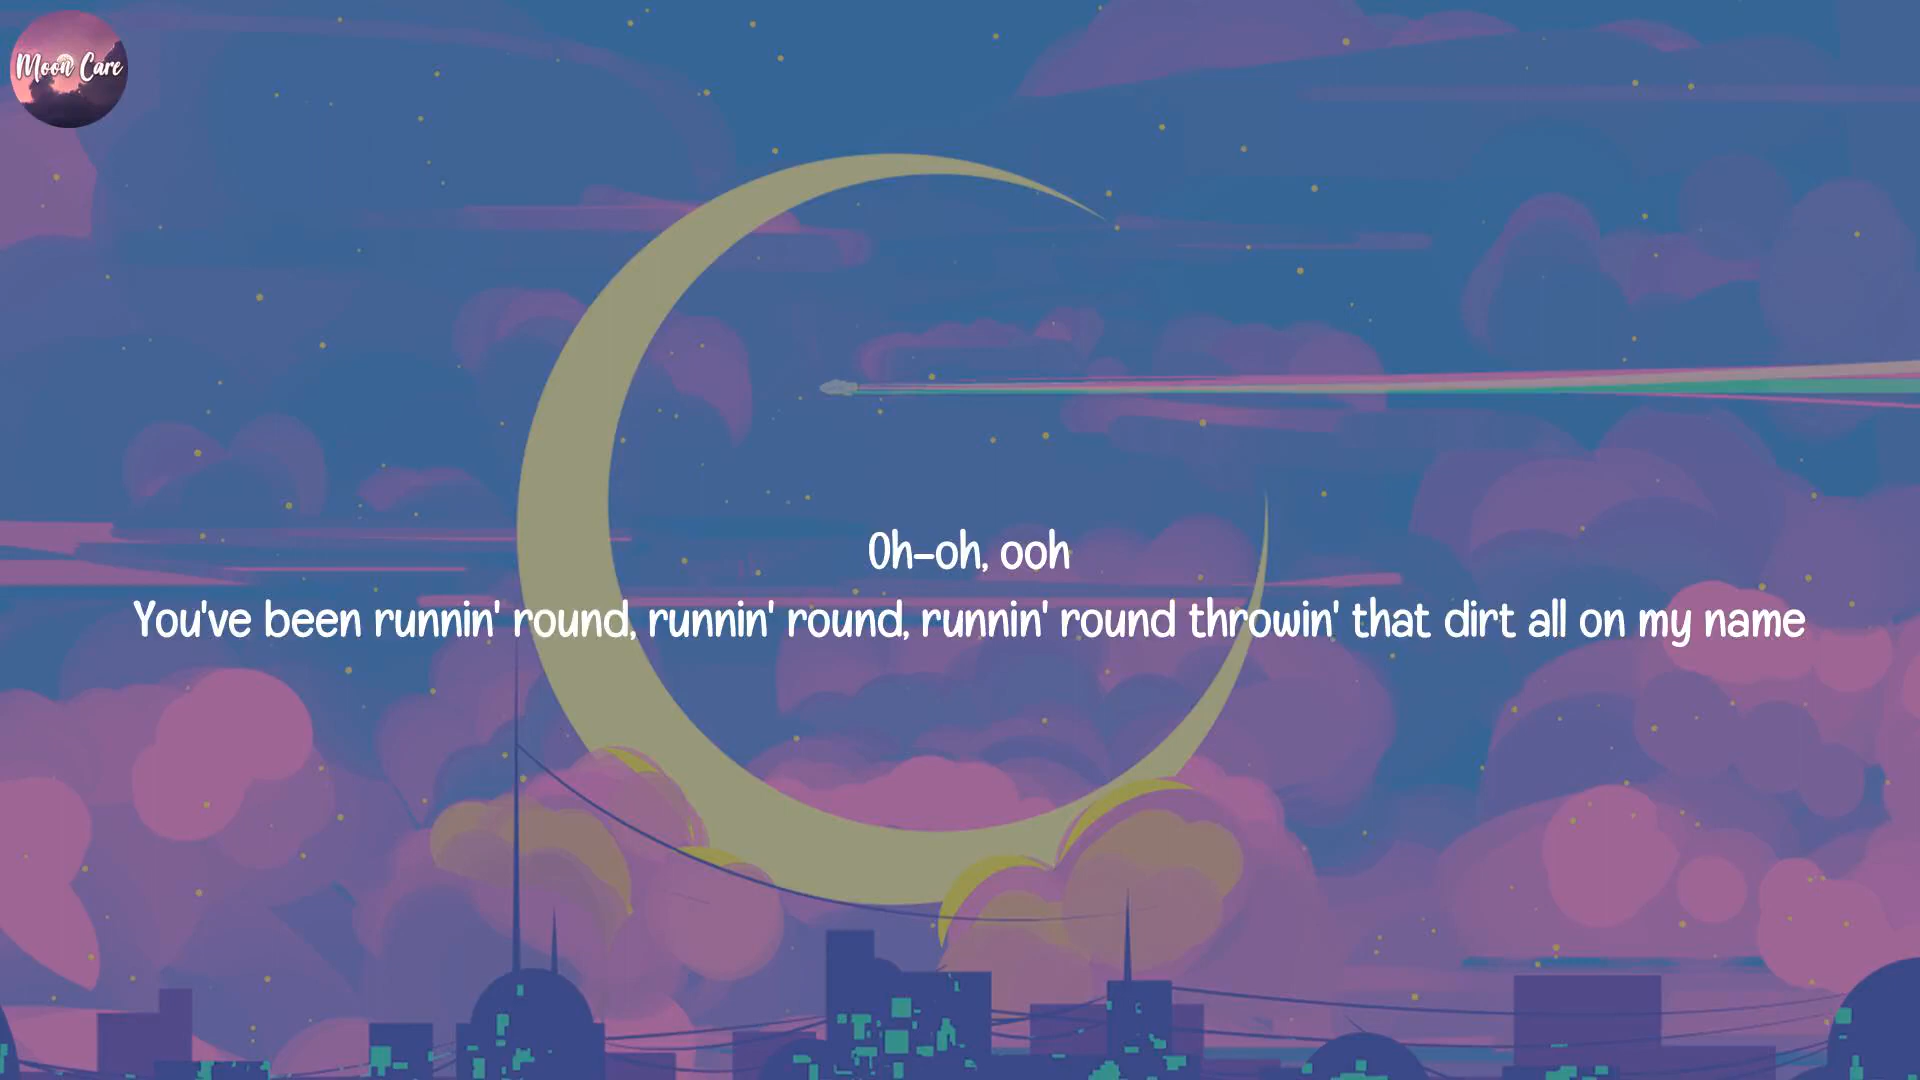 Moon Care
Oh-oh, ooh
You've been runnin' round, runnin' round, runnin' round throwin' that dirt all on my name